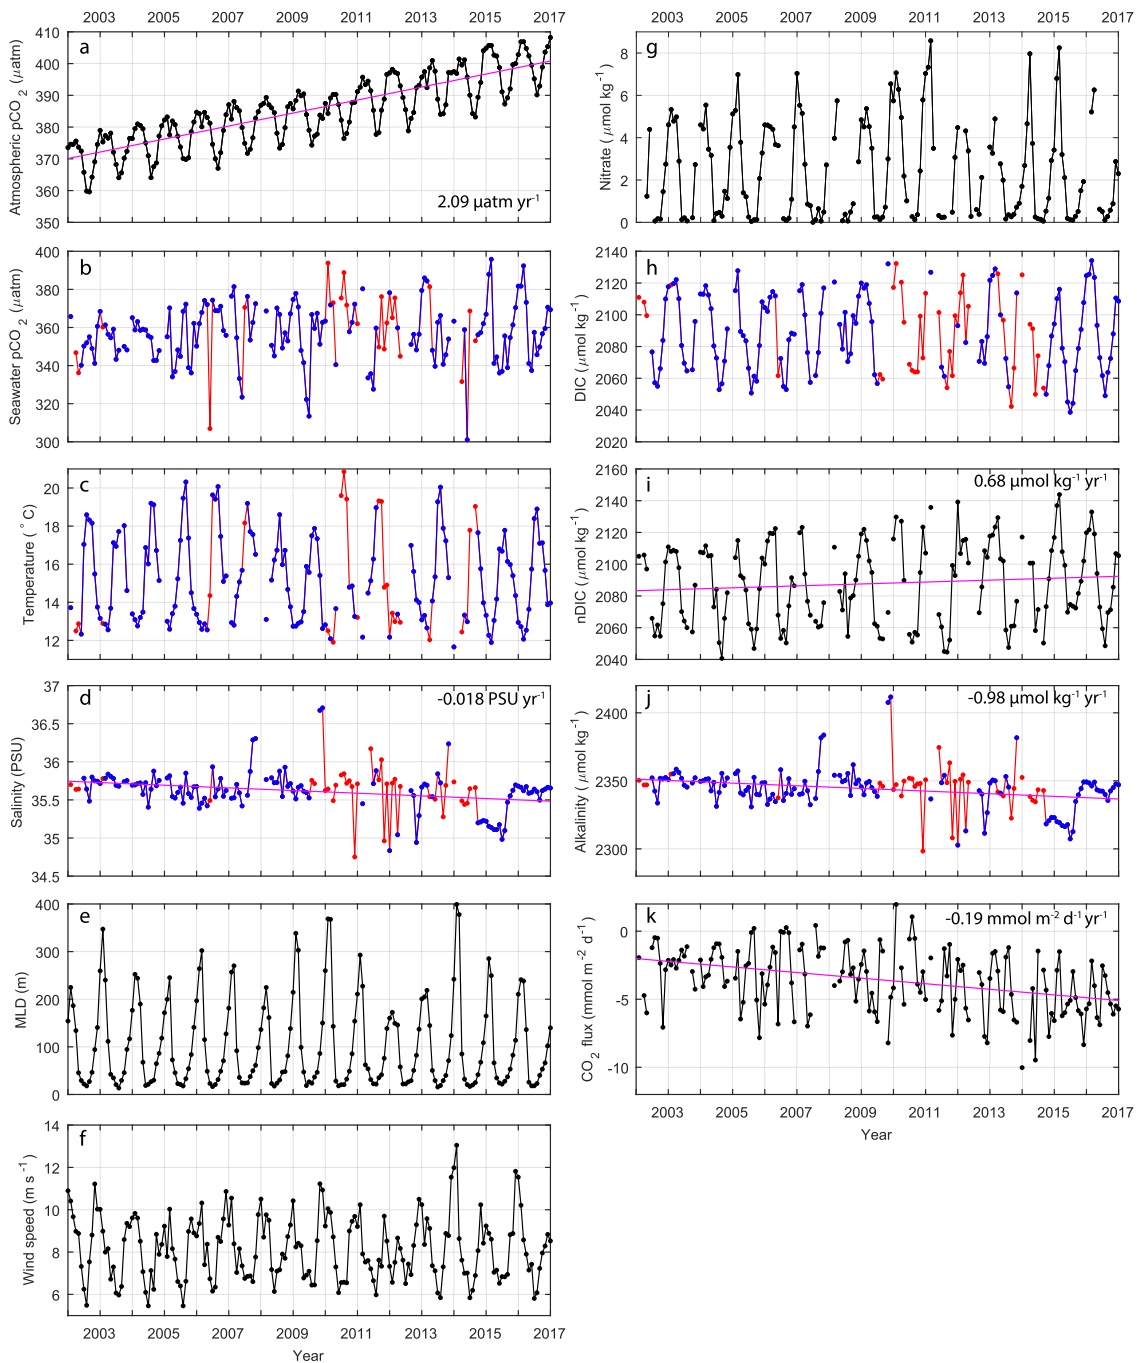 2003 2005 2007 2009 2011 2013 2015 2017
a
410
400
390
380
370
360
350
Atmospheric pCO2 (µatm)
2.09 µatm yr-1
b
400
380
360
340
320
300
Seawater pCO2 (µatm)
c
20
18
16
14
12
Temperature (°C)
d
-0.018 PSU yr-1
37
36.5
36
35.5
35
34.5
Salinity (PSU)
e
400
300
200
100
0
MLD (m)
f
14
12
10
8
6
Wind speed (m s-1)
2003 2005 2007 2009 2011 2013 2015 2017
Year
2003 2005 2007 2009 2011 2013 2015 2017
g
8
6
4
2
0
Nitrate (µmol kg-1)
h
2140
2120
2100
2080
2060
2040
2020
DIC (µmol kg-1)
i
0.68 µmol kg-1 yr-1
2160
2140
2120
2100
2080
2060
2040
nDIC (µmol kg-1)
j
-0.98 µmol kg-1 yr-1
2400
2350
2300
Alkalinity (µmol kg-1)
k
-0.19 mmol m-2 d-1 yr-1
0
-5
-10
CO2 flux (mmol m-2 d-1)
2003 2005 2007 2009 2011 2013 2015 2017
Year